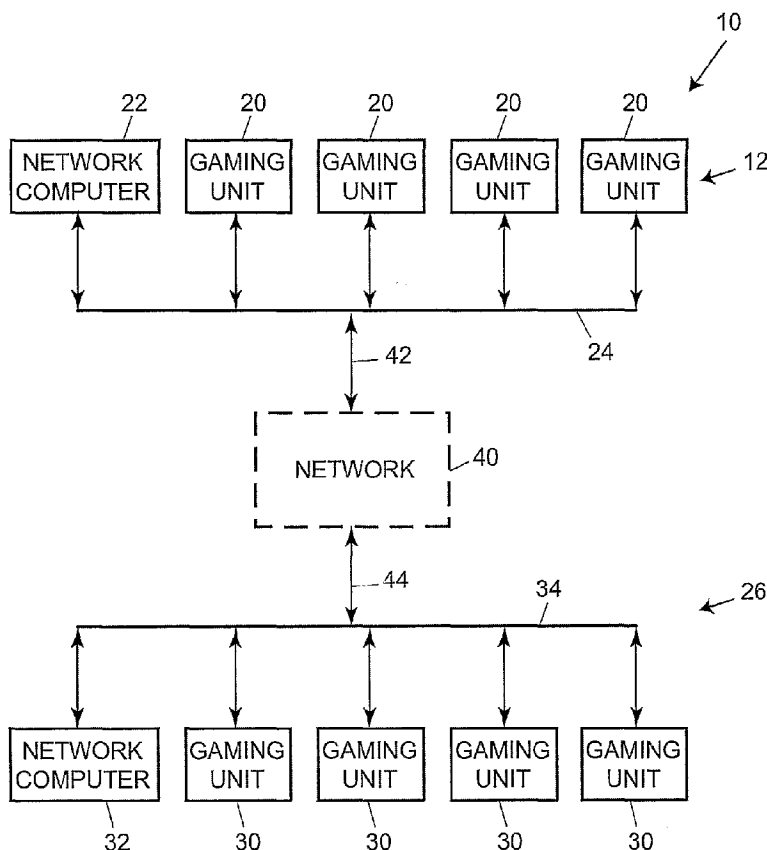 10
22 20 20 20 20
NETWORK COMPUTER GAMING UNIT GAMING UNIT GAMING UNIT GAMING UNIT 12
24
42
NETWORK 40
44
34 26
NETWORK COMPUTER GAMING UNIT GAMING UNIT GAMING UNIT GAMING UNIT
32 30 30 30 30